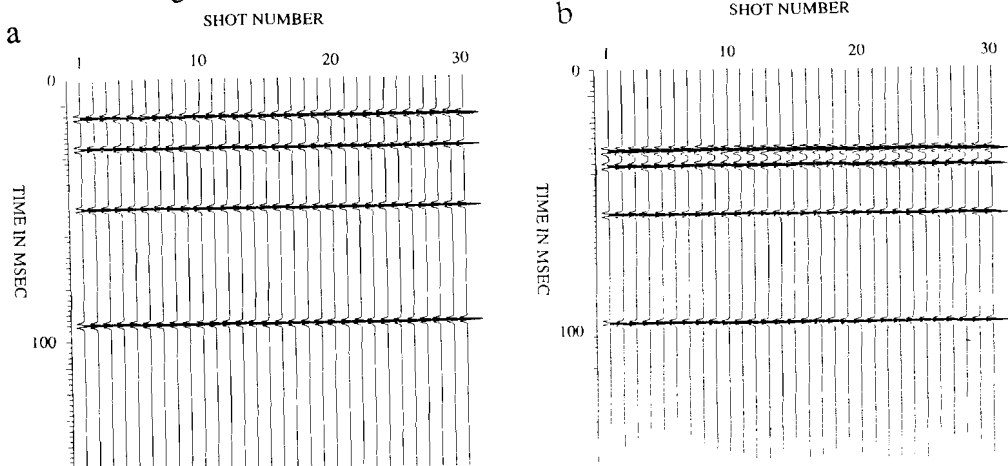 a
SHOT NUMBER
1 10 20 30
0
TIME IN MSEC
100
b
SHOT NUMBER
1 10 20 30
0
TIME IN MSEC
100